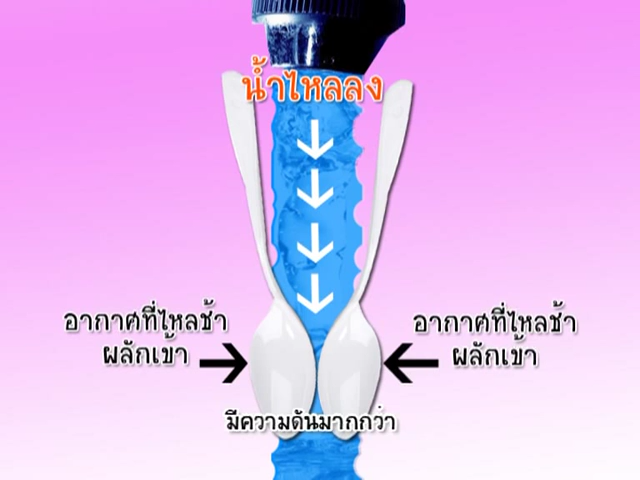 น้ำไหลลง
อากาศที่ไหลช้า
ผลักเข้า
อากาศที่ไหลช้า
ผลักเข้า
มีความดันมากกว่า